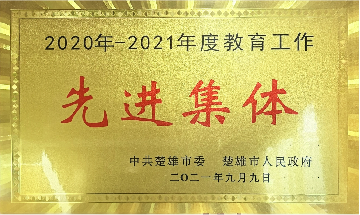 2020年-2021年度教育工作
先进集体
中共楚雄市委 楚雄市人民政府
二〇二一年九月九日